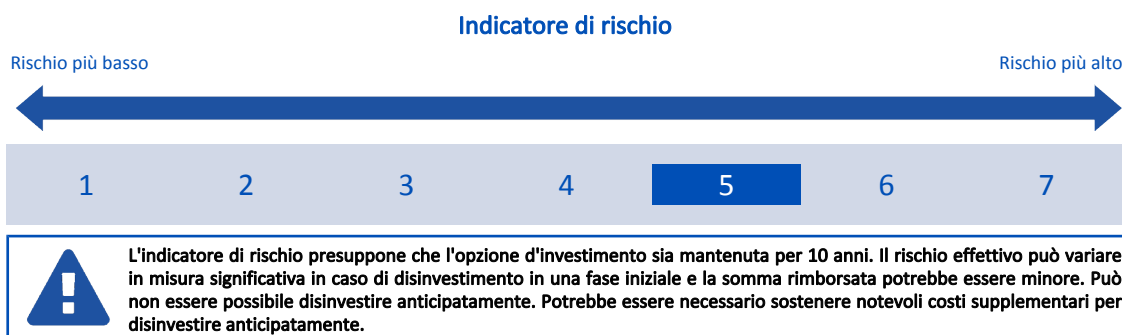 Indicatore di rischio
Rischio più basso
Rischio più alto
1 2 3 4 5 6 7
L'indicatore di rischio presuppone che l'opzione d'investimento sia mantenuta per 10 anni. Il rischio effettivo può variare
in misura significativa in caso di disinvestimento in una fase iniziale e la somma rimborsata potrebbe essere minore. Può
non essere possibile disinvestire anticipatamente. Potrebbe essere necessario sostenere notevoli costi supplementari per
disinvestire anticipatamente.